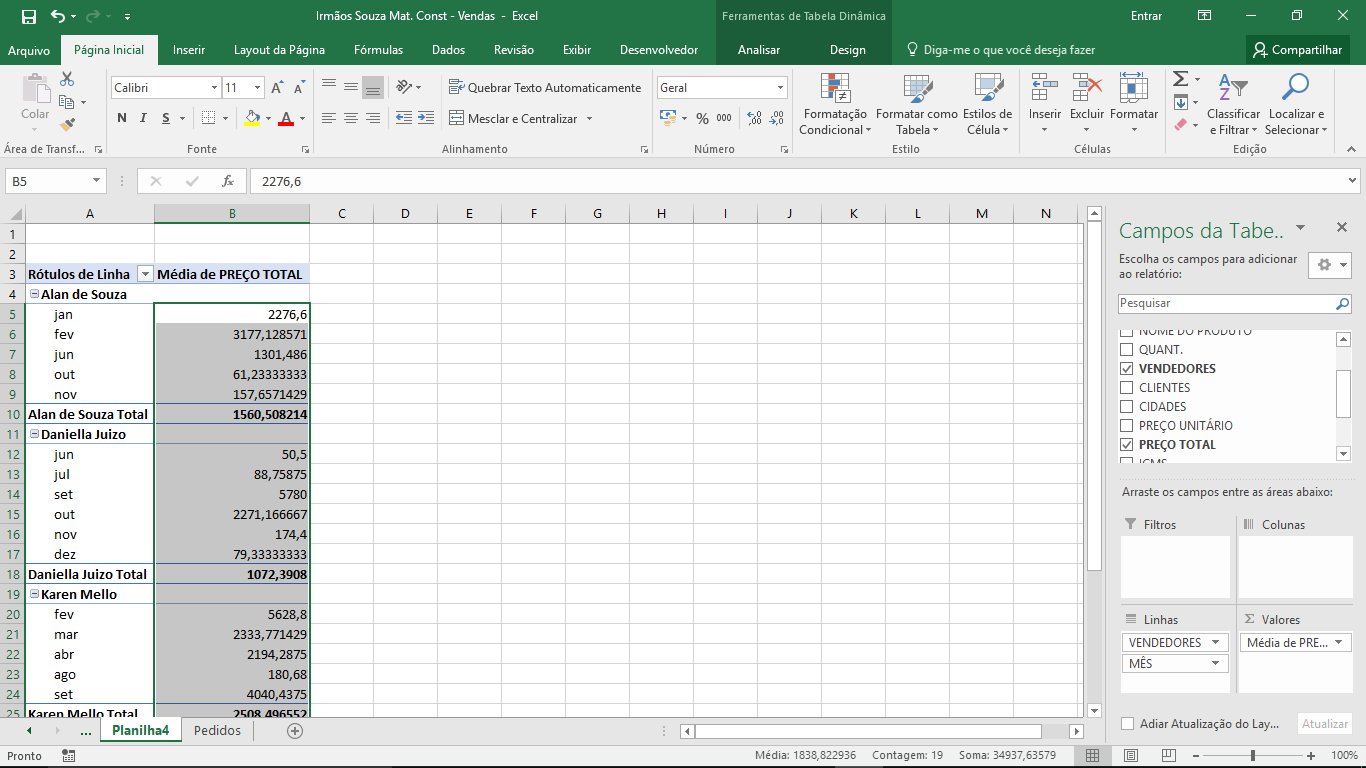 Irmãos Souza Mat. Const - Vendas - Excel
Ferramentas de Tabela Dinâmica
Entrar
Arquivo Página Inicial Inserir Layout da Página Fórmulas Dados Revisão Exibir Desenvolvedor Analisar Design Diga-me o que você deseja fazer Compartilhar
Colar
Calibri 11
N I S A
Quebrar Texto Automaticamente
Mesclar e Centralizar
Geral
% 000
Formatação Condicional
Formatar como Tabela
Estilos de Célula
Inserir Excluir Formatar
Classificar e Filtrar
Localizar e Selecionar
Área de Transf... Fonte Alinhamento Número Estilo Células Edição
B5 fx 2276,6
A B C D E F G H I J K L M N
1
2
3 Rótulos de Linha Média de PREÇO TOTAL
4 Alan de Souza
5 jan 2276,6
6 fev 3177,128571
7 jun 1301,486
8 out 61,23333333
9 nov 157,6571429
10 Alan de Souza Total 1560,508214
11 Daniella Juizo
12 jun 50,5
13 jul 88,75875
14 set 5780
15 out 2271,166667
16 nov 174,4
17 dez 79,33333333
18 Daniella Juizo Total 1072,3908
19 Karen Mello
20 fev 5628,8
21 mar 2333,771429
22 abr 2194,2875
23 ago 180,68
24 set 4040,4375
25 Karen Mello Total 2508,496552
Campos da Tabe..
Escolha os campos para adicionar
ao relatório:
Pesquisar
NOME DO PRODUTO
QUANT.
VENDEDORES
CLIENTES
CIDADES
PREÇO UNITÁRIO
PREÇO TOTAL
ICMS
Arraste os campos entre as áreas abaixo:
Filtros Colunas
Linhas Σ Valores
VENDEDORES Média de PRE...
MÊS
Adiar Atualização do Lay... Atualizar
... Planilha4 Pedidos
Pronto Média: 1838,822936 Contagem: 19 Soma: 34937,63579 100%